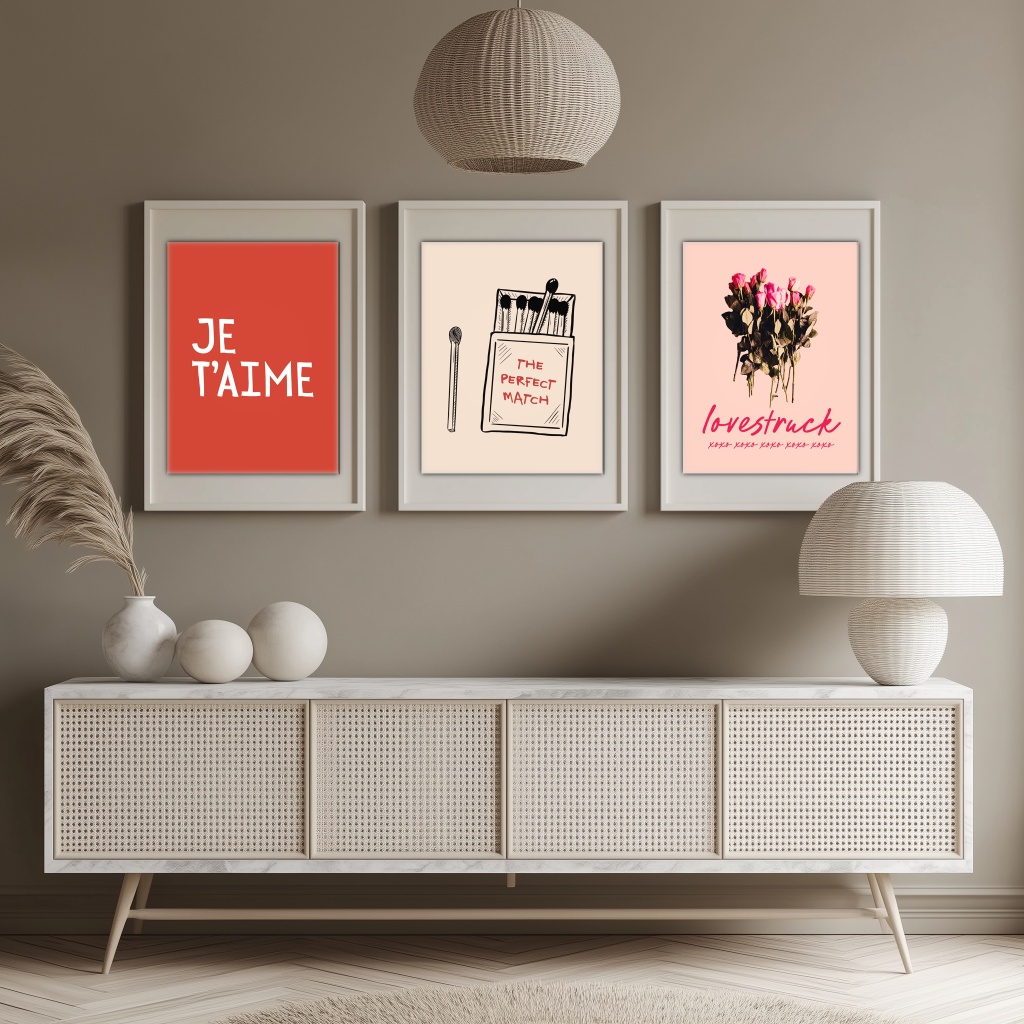 JE
T'AIME
THE
PERFECT
MATCH
lovestruck
xoxo xoxo xoxo xoxo xoxo